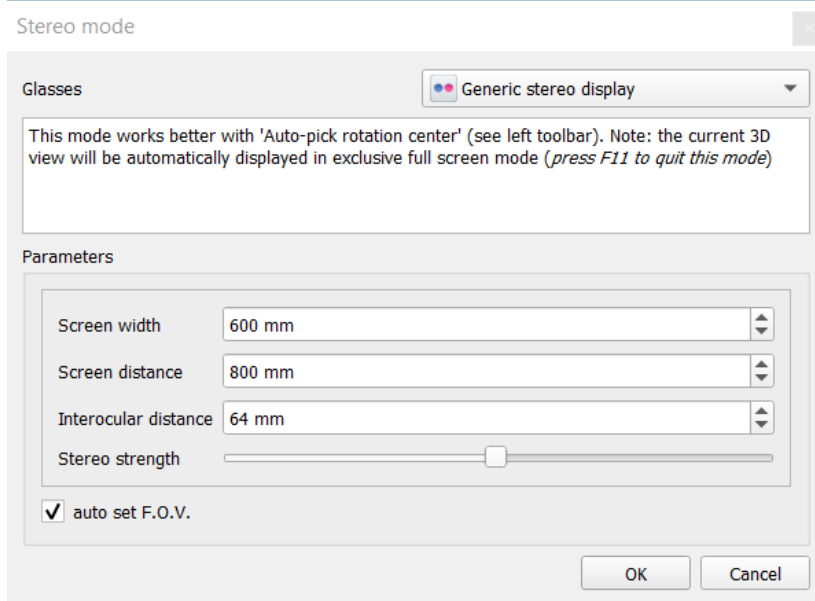 Stereo mode
Glasses
Generic stereo display
This mode works better with 'Auto-pick rotation center' (see left toolbar). Note: the current 3D
view will be automatically displayed in exclusive full screen mode (press F11 to quit this mode)
Parameters
Screen width
600 mm
Screen distance
800 mm
Interocular distance
64 mm
Stereo strength
auto set F.O.V.
OK
Cancel